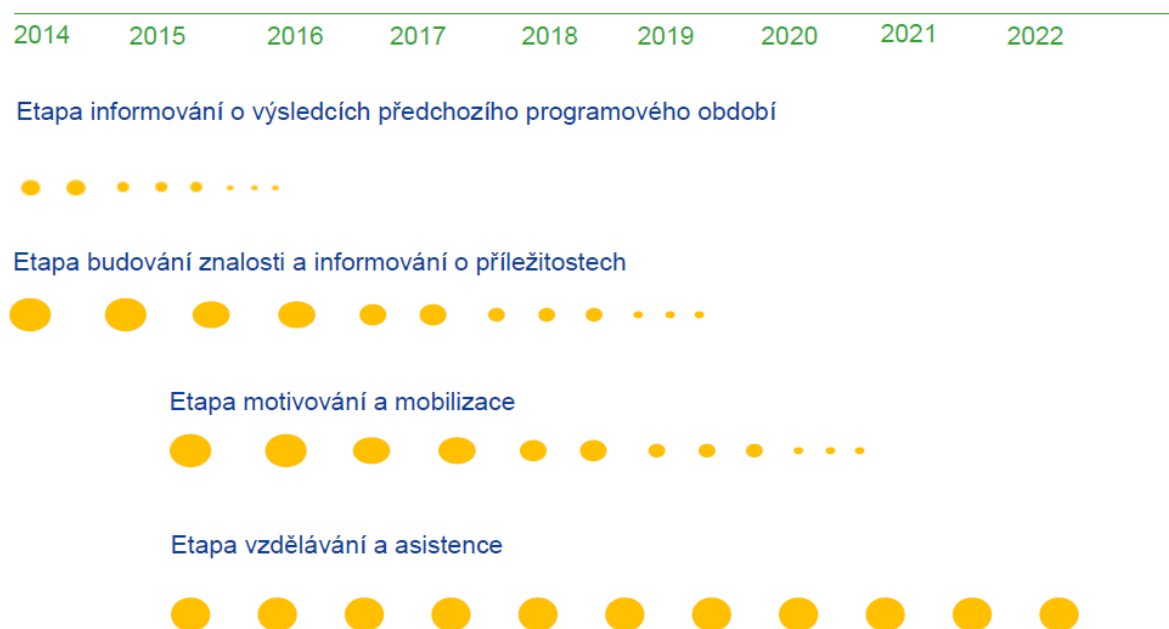 2014 2015 2016 2017 2018 2019 2020 2021 2022
Etapa informování o výsledcích předchozího programového období
Etapa budování znalosti a informování o příležitostech
Etapa motivování a mobilizace
Etapa vzdělávání a asistence